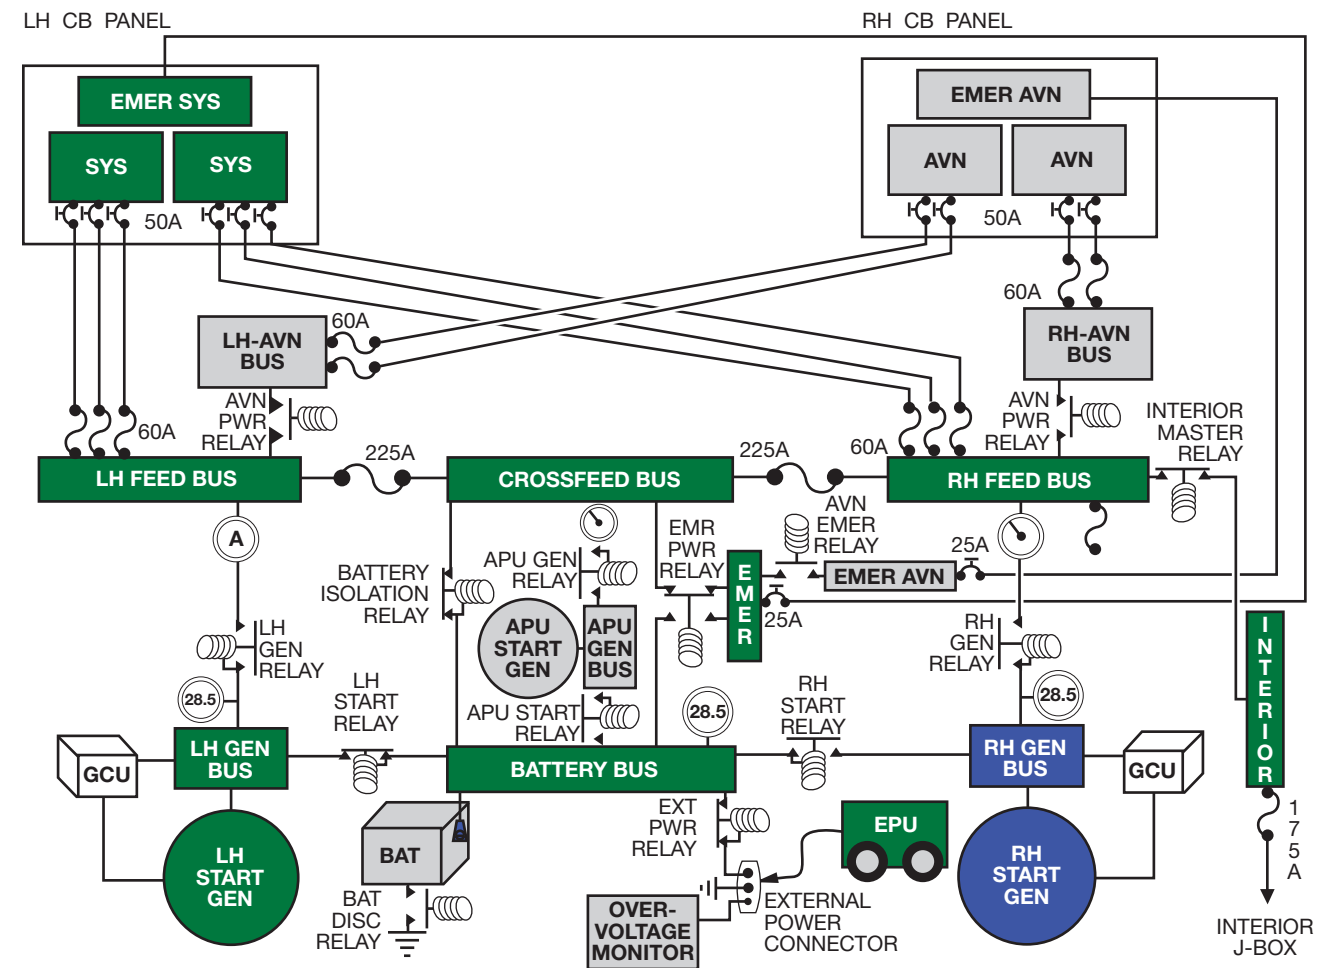 LH CB PANEL
RH CB PANEL
EMER SYS
SYS
SYS
50A
EMER AVN
AVN
AVN
50A
60A
LH-AVN
BUS
60A
RH-AVN
BUS
AVN
PWR
RELAY
60A
AVN
PWR
RELAY
INTERIOR
MASTER
RELAY
60A
LH FEED BUS
225A
CROSSFEED BUS
225A
RH FEED BUS
A
BATTERY
ISOLATION
RELAY
APU GEN
RELAY
EMR
PWR
RELAY
AVN
EMER
RELAY
EMER
EMER AVN
25A
25A
APU
START
GEN
APU
GEN
BUS
LH
GEN
RELAY
RH
GEN
RELAY
INTERIOR
28.5
LH
START
RELAY
APU START
RELAY
28.5
RH
START
RELAY
28.5
GCU
LH GEN
BUS
BATTERY BUS
RH GEN
BUS
GCU
LH
START
GEN
BAT
EXT
PWR
RELAY
EPU
RH
START
GEN
175A
BAT
DISC
RELAY
OVER-
VOLTAGE
MONITOR
EXTERNAL
POWER
CONNECTOR
INTERIOR
J-BOX